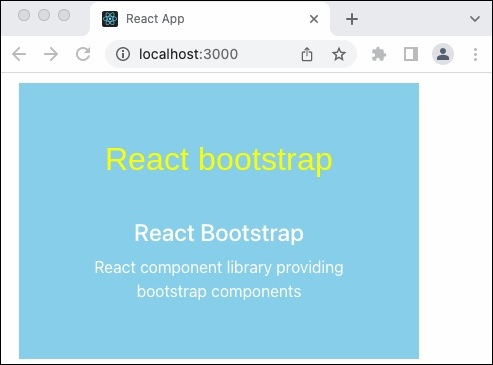 React App
localhost:3000
React bootstrap
React Bootstrap
React component library providing
bootstrap components